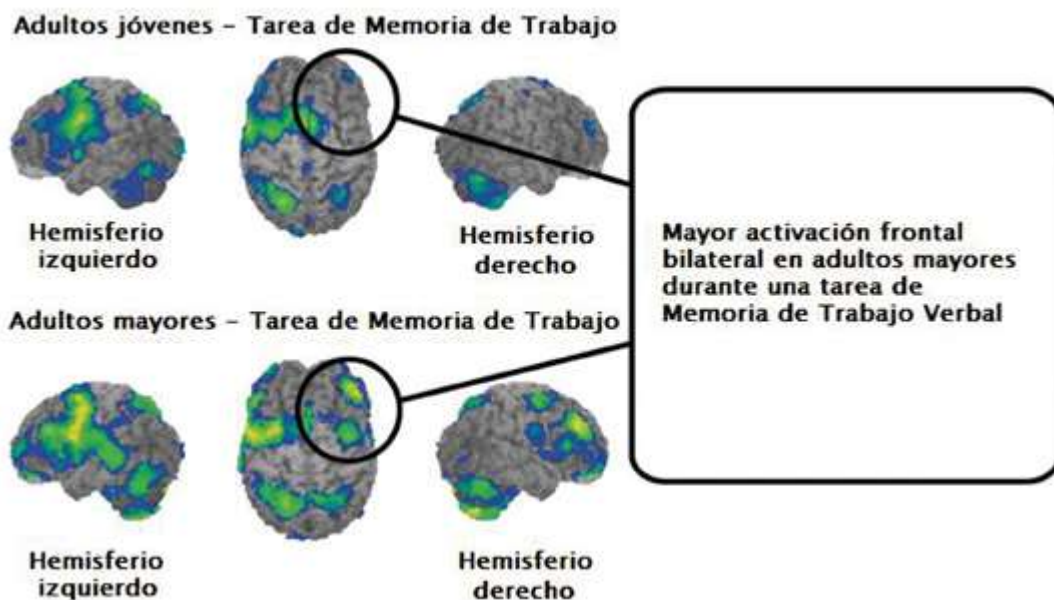 Adultos jóvenes – Tarea de Memoria de Trabajo
Hemisferio
izquierdo
Hemisferio
derecho
Mayor activación frontal
bilateral en adultos mayores
durante una tarea de
Memoria de Trabajo Verbal
Adultos mayores – Tarea de Memoria de Trabajo
Hemisferio
izquierdo
Hemisferio
derecho